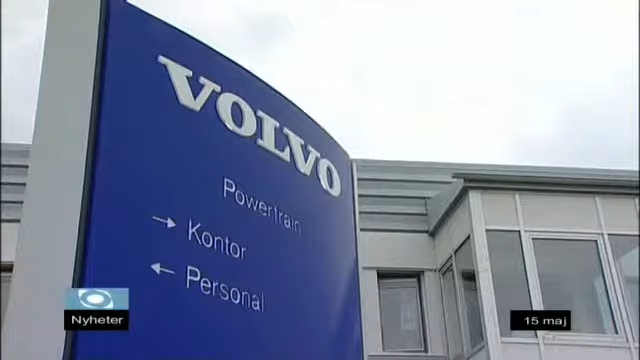 VOLVO
Powertrain
→ Kontor
← Personal
Nyheter
15 maj